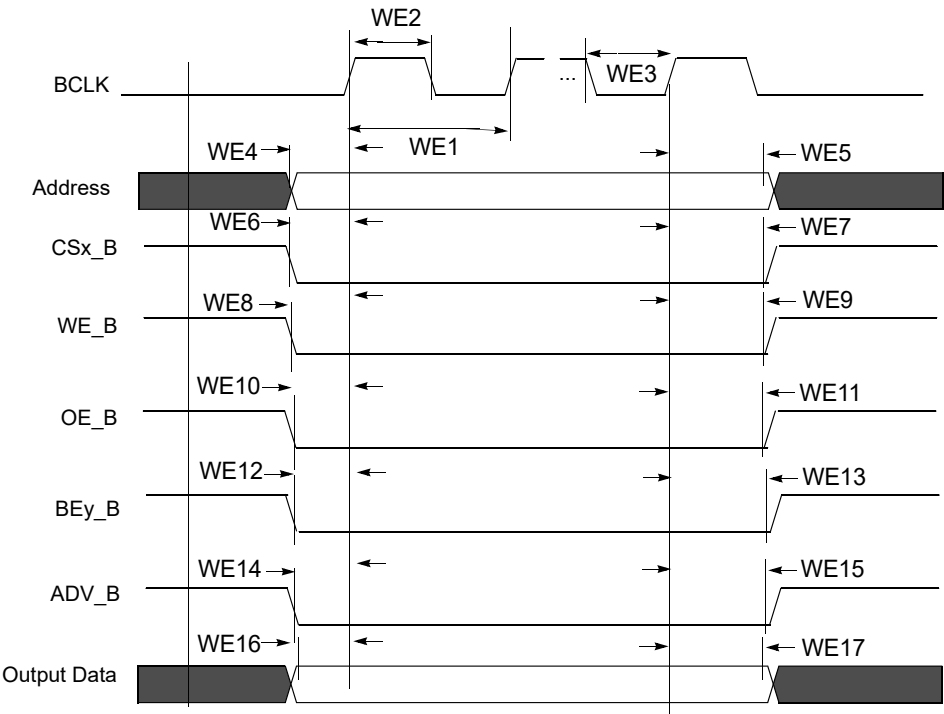 WE2
BCLK
...
WE3
WE1
WE4
WE5
Address
WE6
WE7
CSx_B
WE8
WE9
WE_B
WE10
WE11
OE_B
WE12
WE13
BEy_B
WE14
WE15
ADV_B
WE16
WE17
Output Data